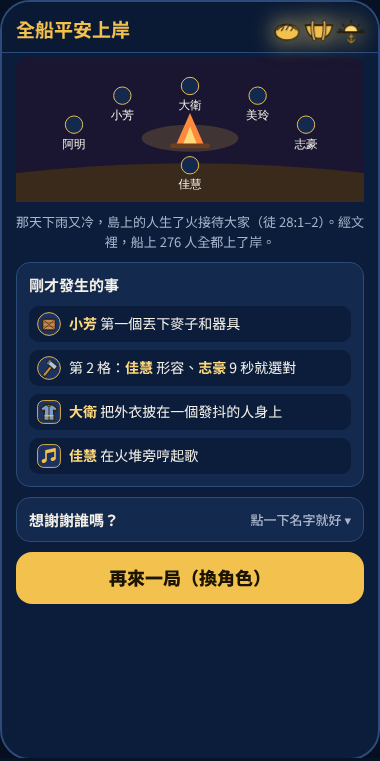 全船平安上岸
大衛
小芳
美玲
阿明
志豪
佳慧
那天下雨又冷，島上的人生了火接待大家（徒 28:1–2）。經文
裡，船上 276 人全都上了岸。
剛才發生的事
小芳 第一個丟下麥子和器具
第 2 格：佳慧 形容、志豪 9 秒就選對
大衛 把外衣披在一個發抖的人身上
佳慧 在火堆旁哼起歌
想謝謝誰嗎？
點一下名字就好 ▾
再來一局（換角色）